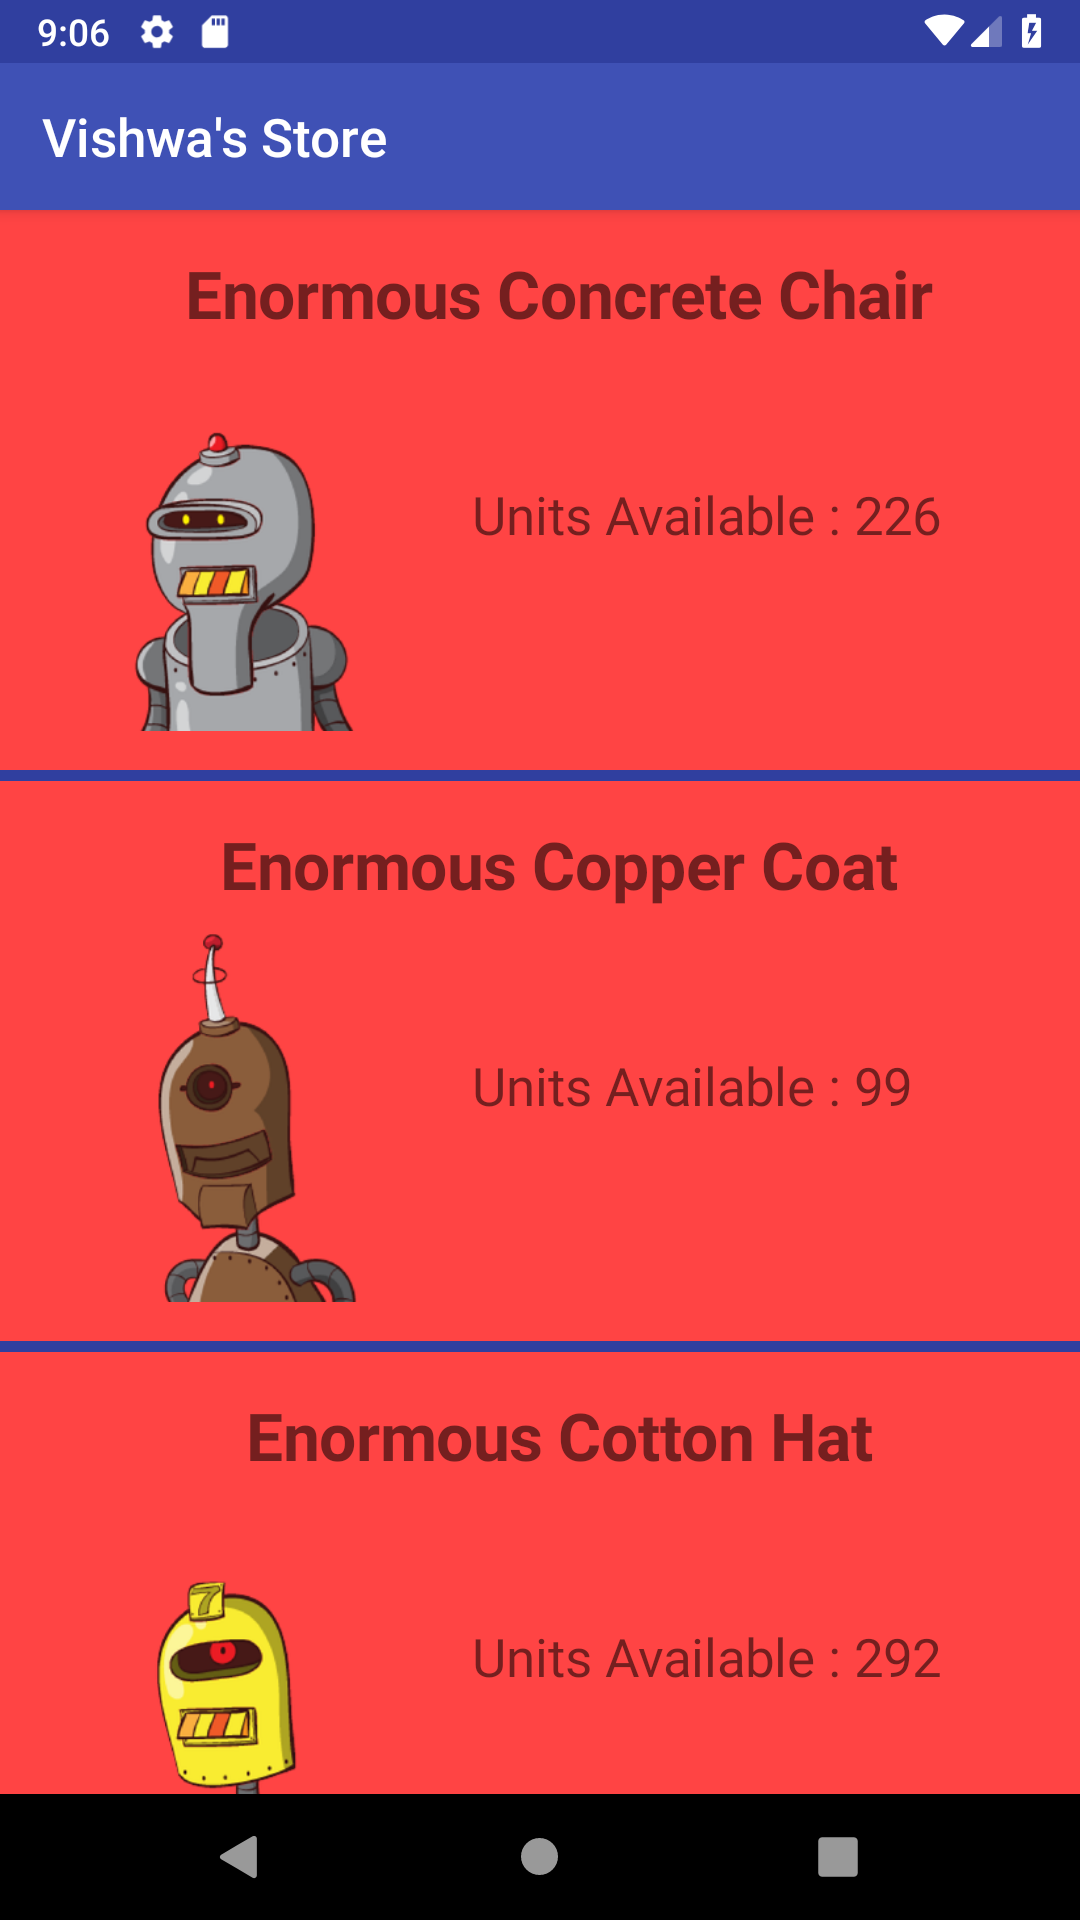 9:06
Vishwa's Store
Enormous Concrete Chair
Units Available : 226
Enormous Copper Coat
Units Available : 99
Enormous Cotton Hat
7
Units Available : 292